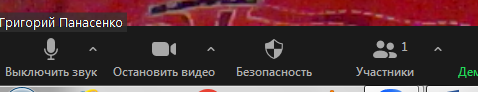 Григорий Панасенко
1
Выключить звук Остановить видео Безопасность Участники